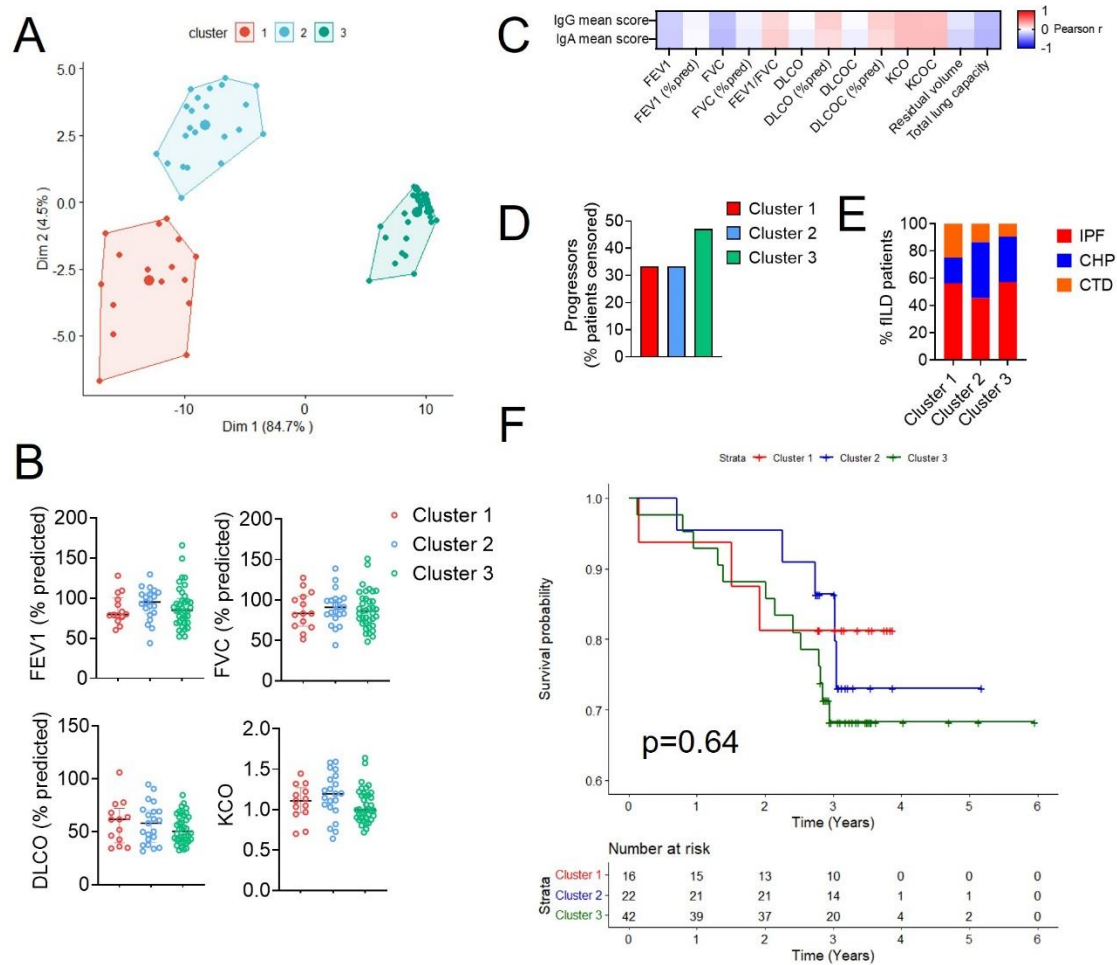 A
cluster 1 2 3
5.0
2.5
0.0
-2.5
-5.0
Dim 2 (4.5% )
-10 0 10
Dim 1 (84.7% )
C
IgG mean score
IgA mean score
1
0
-1
Pearson r
FEV1
FEV1 (%pred)
FVC
FVC (%pred)
FEV1/FVC
DLCO
DLCO (%pred)
DLCOC
DLCOC (%pred)
KCO
KCOC
Residual volume
Total lung capacity
D
Progressors
(% patients censored)
50
40
30
20
10
0
Cluster 1
Cluster 2
Cluster 3
E
% fILD patients
100
80
60
40
20
0
Cluster 1
Cluster 2
Cluster 3
IPF
CHP
CTD
B
FEV1 (% predicted)
200
150
100
50
0
FVC (% predicted)
200
150
100
50
0
Cluster 1
Cluster 2
Cluster 3
DLCO (% predicted)
150
100
50
0
KCO
2.0
1.5
1.0
0.5
0.0
F
Strata Cluster 1 Cluster 2 Cluster 3
Survival probability
1.0
0.9
0.8
0.7
0.6
p=0.64
0 1 2 3 4 5 6
Time (Years)
Number at risk
Strata
Cluster 1 16 15 13 10 0 0 0
Cluster 2 22 21 21 14 1 1 0
Cluster 3 42 39 37 20 4 2 0
0 1 2 3 4 5 6
Time (Years)